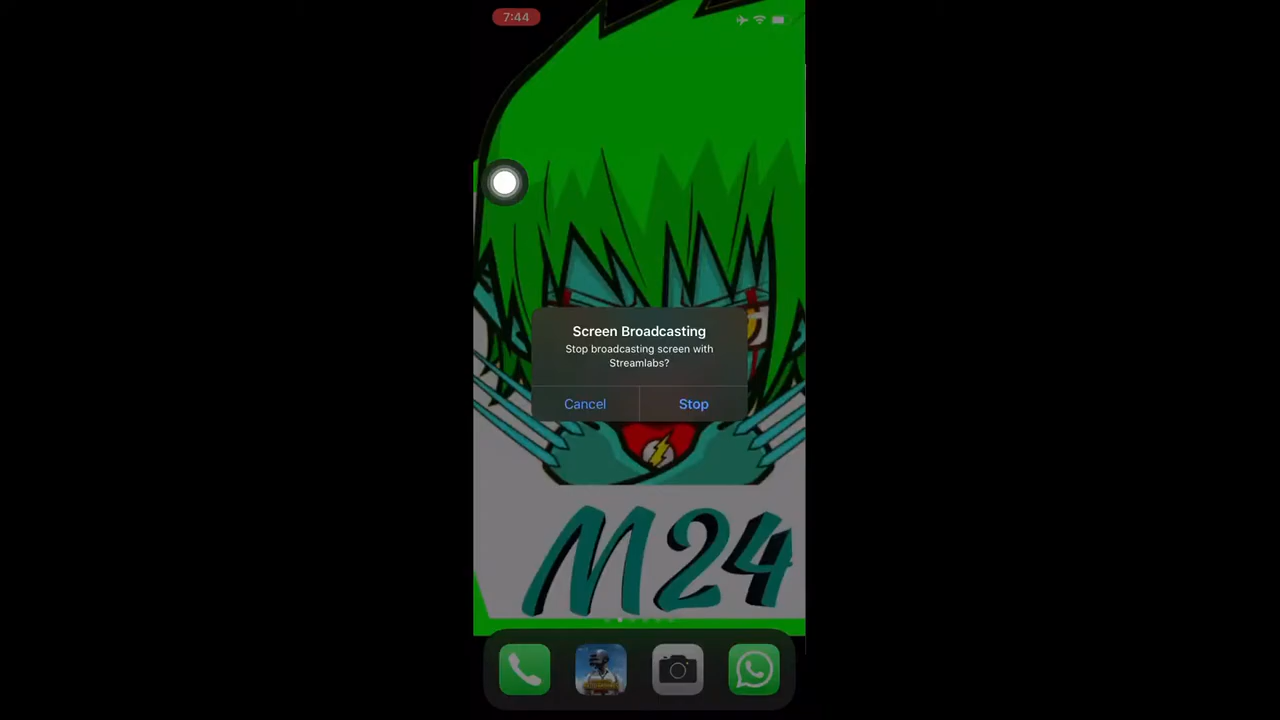 7:44
Screen Broadcasting
Stop broadcasting screen with
Streamlabs?
Cancel
Stop
M24